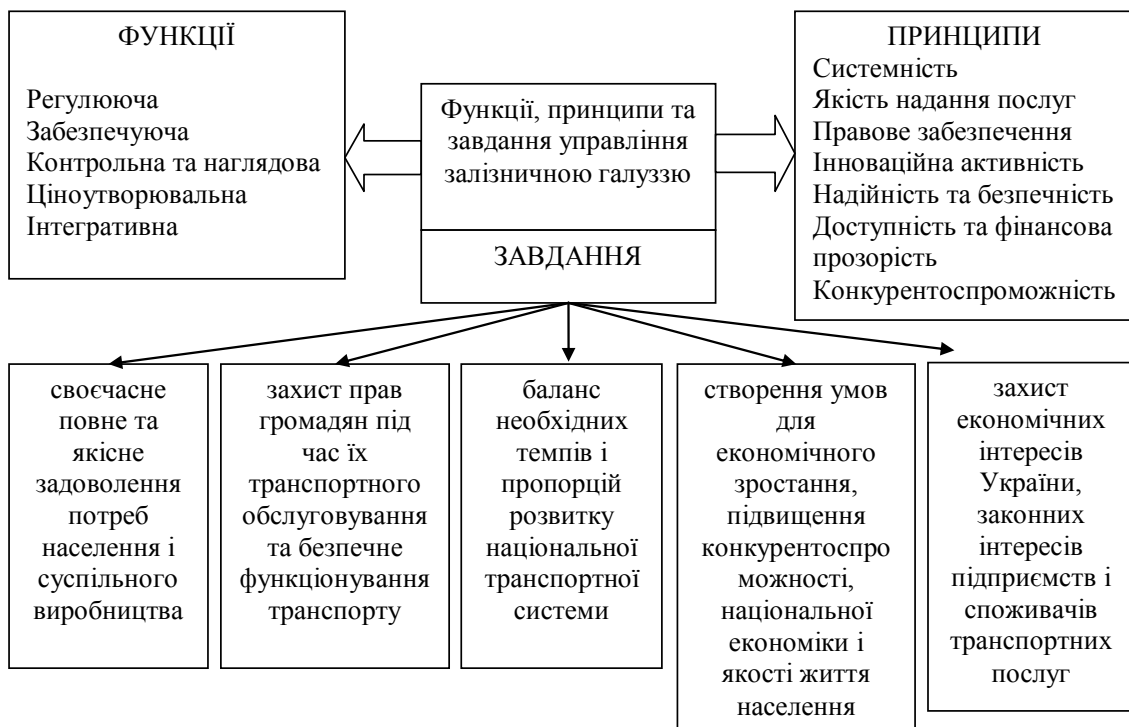 ФУНКЦІЇ
Регулююча
Забезпечуюча
Контрольна та наглядова
Ціноутворювальна
Інтегративна
Функції, принципи та
завдання управління
залізничною галуззю
ЗАВДАННЯ
ПРИНЦИПИ
Системність
Якість надання послуг
Правове забезпечення
Інноваційна активність
Надійність та безпечність
Доступність та фінансова
прозорість
Конкурентоспроможність
своєчасне
повне та
якісне
задоволення
потреб
населення і
суспільного
виробництва
захист прав
громадян під
час їх
транспортного
обслуговування
та безпечне
функціонування
транспорту
баланс
необхідних
темпів і
пропорцій
розвитку
національної
транспортної
системи
створення умов
для
економічного
зростання,
підвищення
конкурентоспро
можності,
національної
економіки і
якості життя
населення
захист
економічних
інтересів
України,
законних
інтересів
підприємств і
споживачів
транспортних
послуг